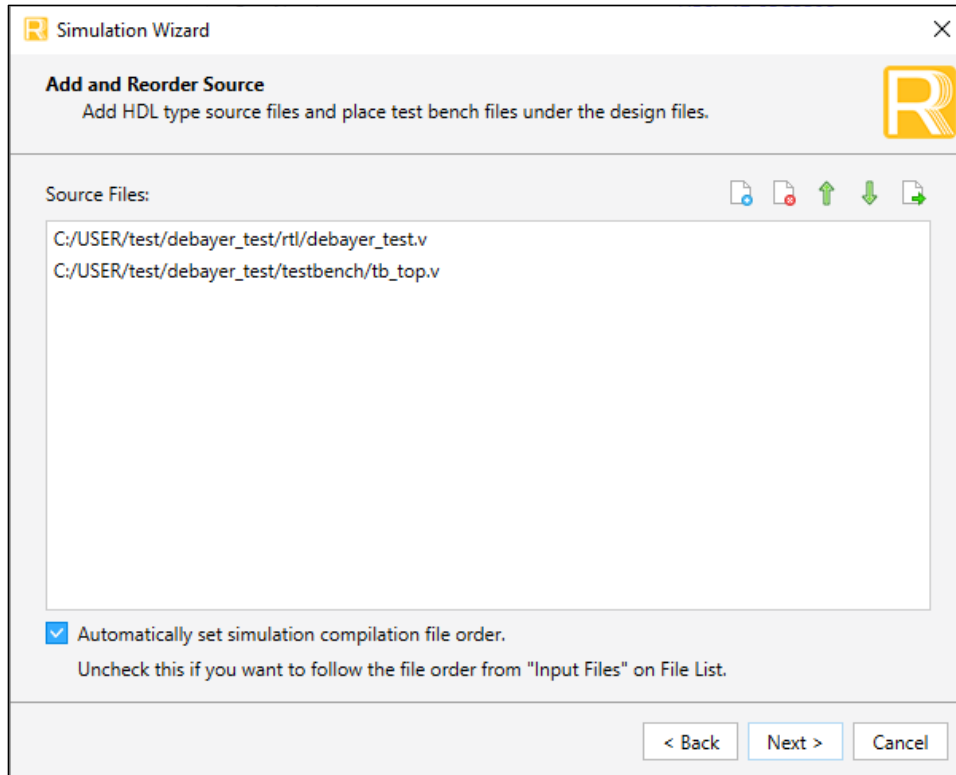 Simulation Wizard
Add and Reorder Source
Add HDL type source files and place test bench files under the design files.
Source Files:
C:/USER/test/debayer_test/rtl/debayer_test.v
C:/USER/test/debayer_test/testbench/tb_top.v
Automatically set simulation compilation file order.
Uncheck this if you want to follow the file order from "Input Files" on File List.
< Back Next > Cancel